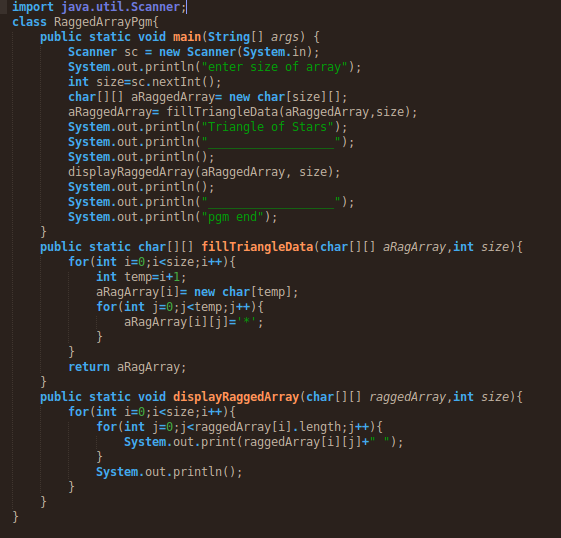 import java.util.Scanner;
class RaggedArrayPgm{
    public static void main(String[] args) {
        Scanner sc = new Scanner(System.in);
        System.out.println("enter size of array");
        int size=sc.nextInt();
        char[][] aRaggedArray= new char[size][];
        aRaggedArray= fillTriangleData(aRaggedArray,size);
        System.out.println("Triangle of Stars");
        System.out.println("__________________");
        System.out.println();
        displayRaggedArray(aRaggedArray, size);
        System.out.println();
        System.out.println("__________________");
        System.out.println("pgm end");
    }
    public static char[][] fillTriangleData(char[][] aRagArray,int size){
        for(int i=0;i<size;i++){
            int temp=i+1;
            aRagArray[i]= new char[temp];
            for(int j=0;j<temp;j++){
                aRagArray[i][j]='*';
            }
        }
        return aRagArray;
    }
    public static void displayRaggedArray(char[][] raggedArray,int size){
        for(int i=0;i<size;i++){
            for(int j=0;j<raggedArray[i].length;j++){
                System.out.print(raggedArray[i][j]+" ");
            }
            System.out.println();
        }
    }
}